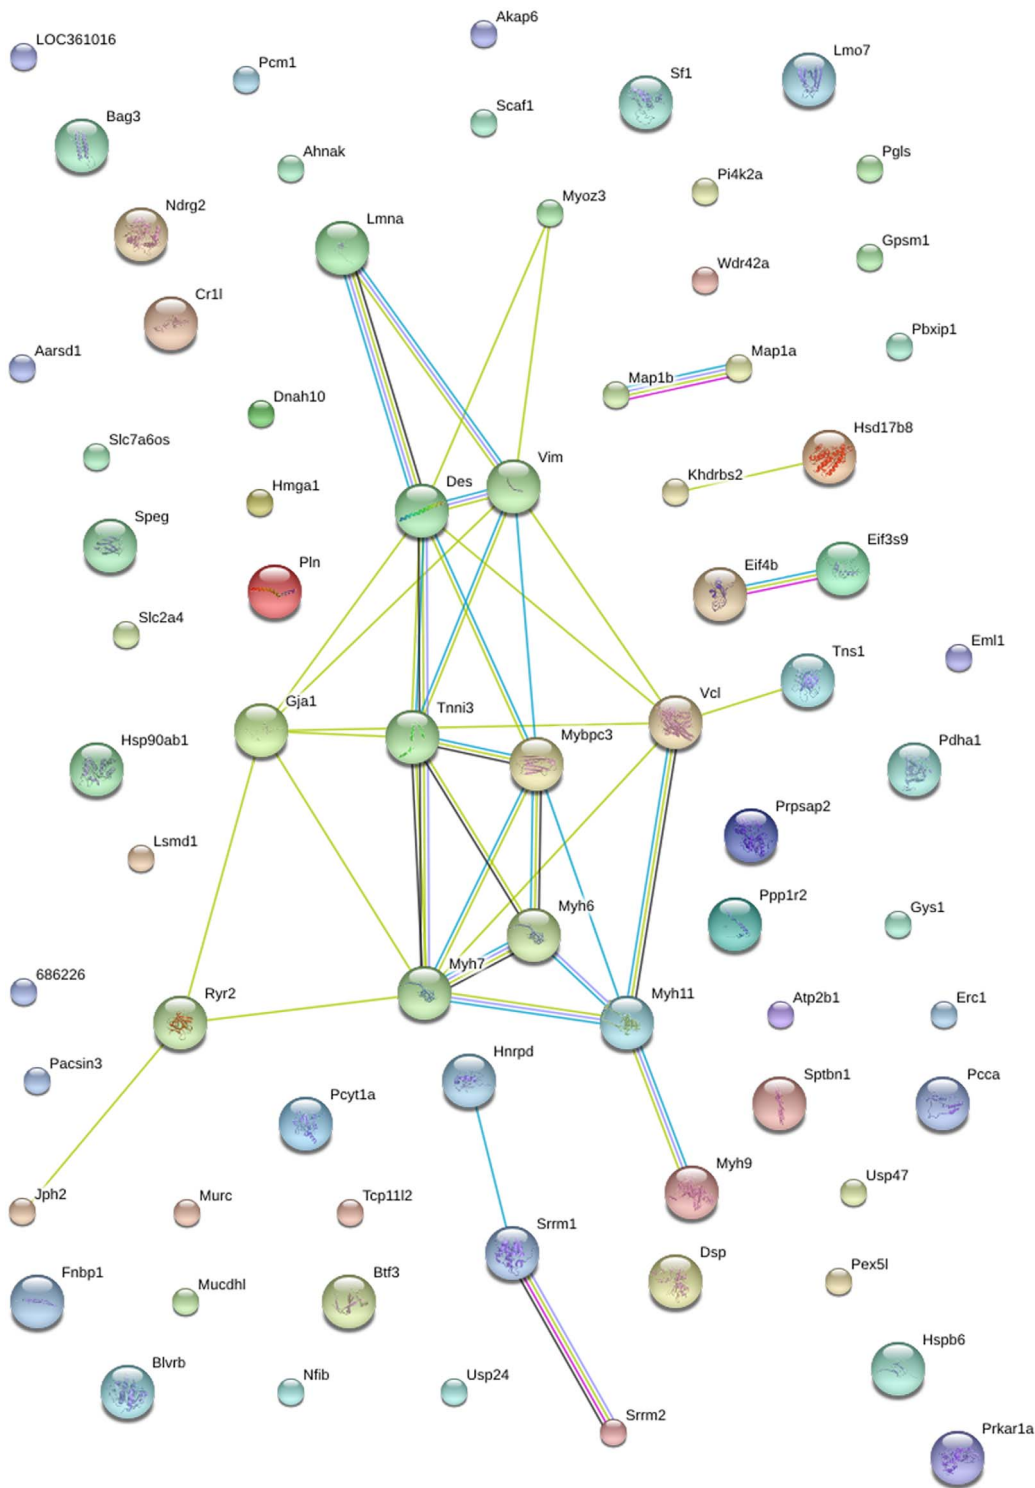 Akap6
LOC361016
Lmo7
Pcm1
Sf1
Scaf1
Bag3
Ahnak
Pgls
Pi4k2a
Myoz3
Ndrg2
Lmna
Gpsm1
Wdr42a
Cr1l
Pbxip1
Aarsd1
Map1a
Map1b
Dnah10
Hsd17b8
Slc7a6os
Vim
Khdrbs2
Des
Hmga1
Speg
Eif3s9
Pln
Eif4b
Slc2a4
Eml1
Tns1
Gja1
Tnni3
Vcl
Mybpc3
Hsp90ab1
Pdha1
Prpsap2
Lsmd1
Ppp1r2
Myh6
Gys1
Myh7
686226
Ryr2
Myh11
Atp2b1
Erc1
Hnrpd
Pacsin3
Sptbn1
Pcca
Pcyt1a
Myh9
Usp47
Jph2
Murc
Tcp11l2
Srrm1
Dsp
Pex5l
Fnbp1
Mucdhl
Btf3
Hspb6
Blvrb
Nfib
Usp24
Srrm2
Prkar1a